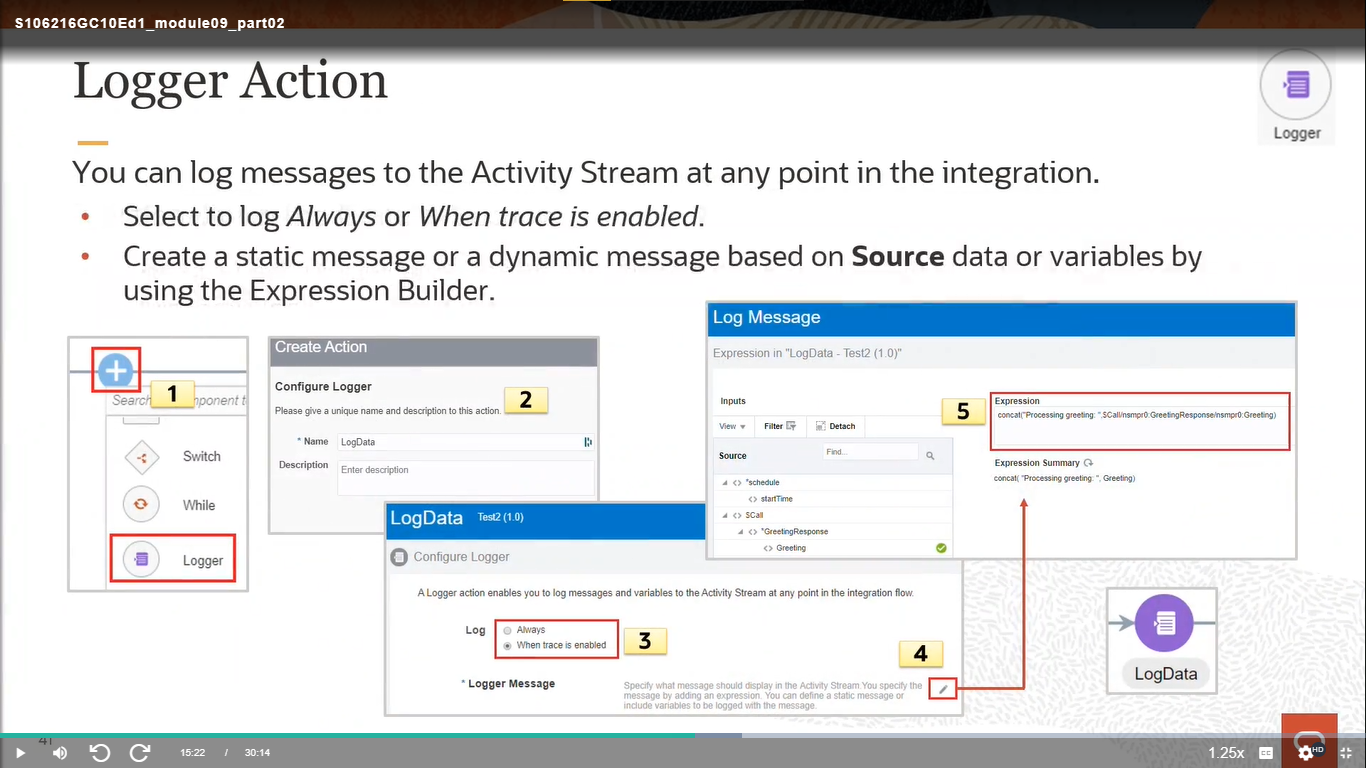 S106216GC10Ed1_module09_part02
Logger Action
Logger
You can log messages to the Activity Stream at any point in the integration.
• Select to log Always or When trace is enabled.
• Create a static message or a dynamic message based on Source data or variables by
using the Expression Builder.
1
Search
ponent t
Switch
While
Logger
Create Action
Configure Logger
Please give a unique name and description to this action.
2
* Name LogData
Description Enter description
LogData Test2 (1.0)
Configure Logger
A Logger action enables you to log messages and variables to the Activity Stream at any point in the integration flow.
Log
Always
When trace is enabled
3
4
* Logger Message
Specify what message should display in the Activity Stream.You specify the
message by adding an expression. You can define a static message or
include variables to be logged with the message.
Log Message
Expression in "LogData - Test2 (1.0)"
Inputs
View Filter Detach
Source Find...
*schedule
startTime
$Call
*GreetingResponse
Greeting
5
Expression
concat("Processing greeting: ",$Call/nsmpr0:GreetingResponse/nsmpr0:Greeting)
Expression Summary
concat( "Processing greeting: ", Greeting)
LogData
41
15:22 / 30:14
1.25x CC HD